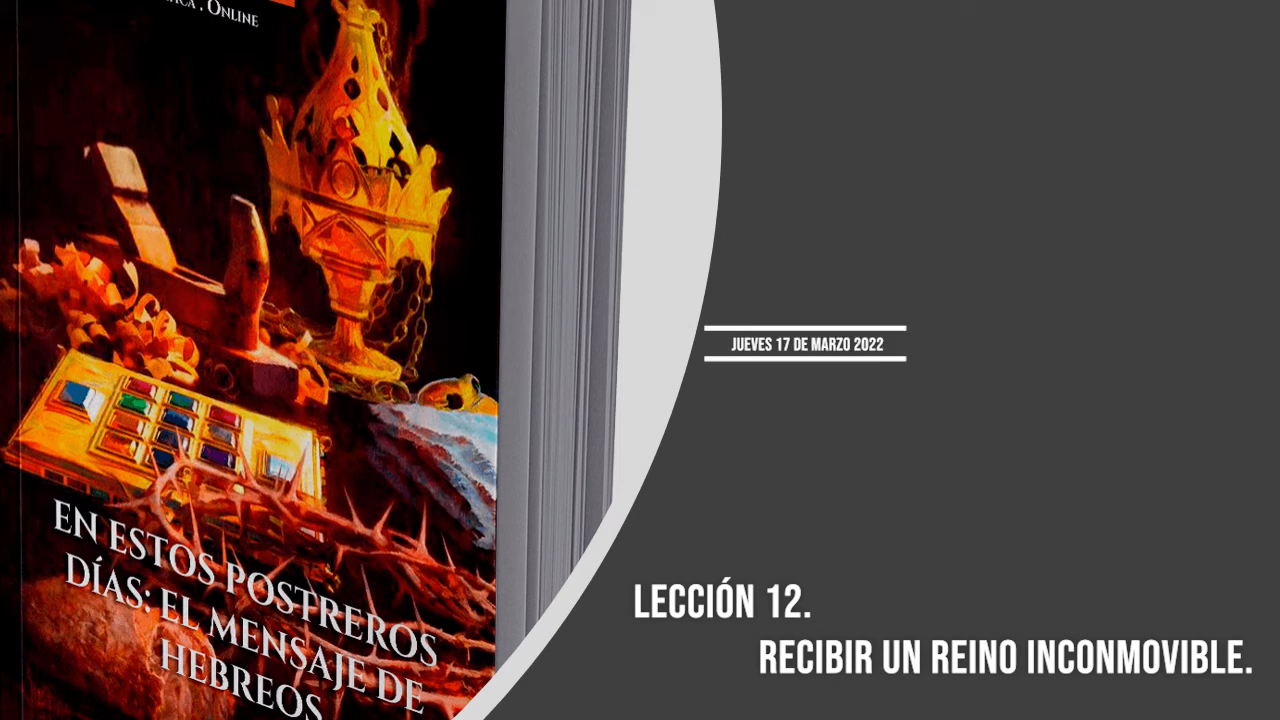 . Online
En estos postreros
días: El mensaje de
Hebreos
JUEVES 17 DE MARZO 2022
LECCIÓN 12.
RECIBIR UN REINO INCONMOVIBLE.